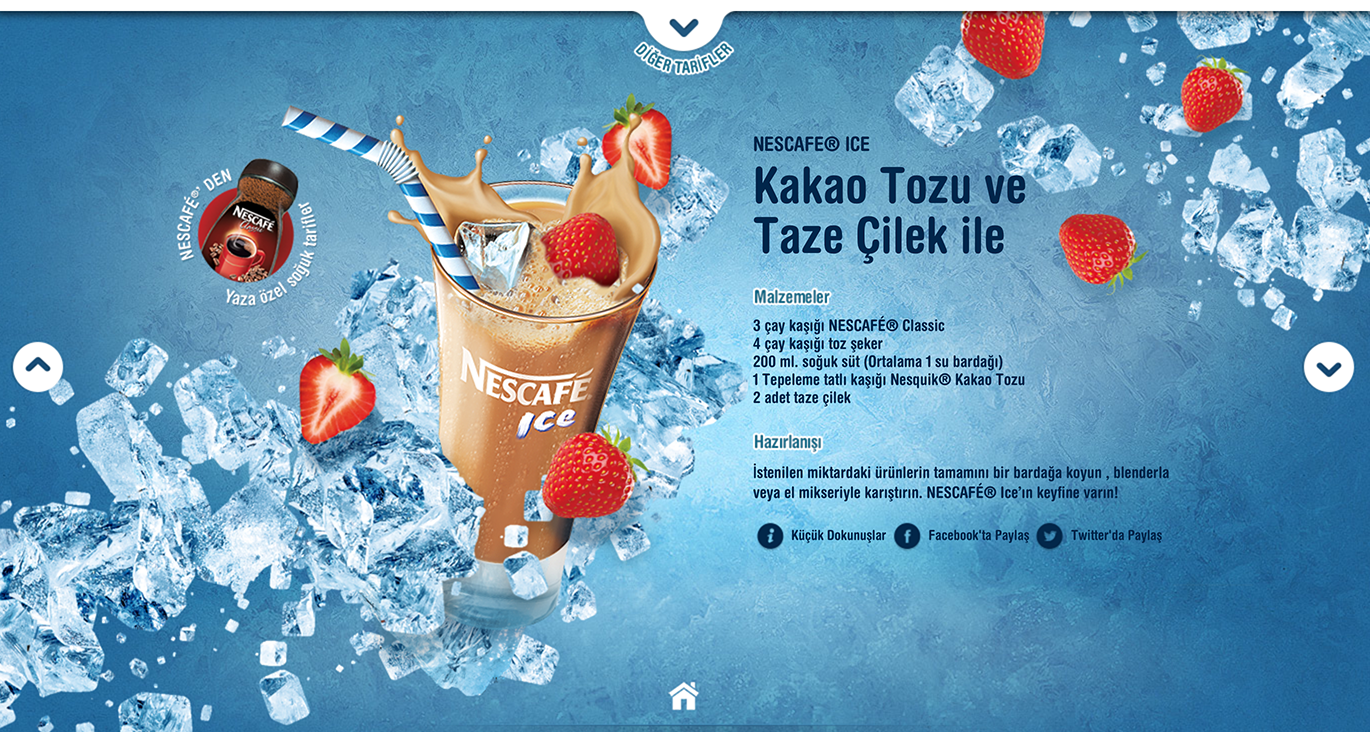 DİĞER TARİFLER
NESCAFÉ®, DEN
NESCAFÉ
Classic
Yaza özel soğuk tarifler
NESCAFÉ
ICe
NESCAFE® ICE
Kakao Tozu ve
Taze Çilek ile
Malzemeler
3 çay kaşığı NESCAFÉ® Classic
4 çay kaşığı toz şeker
200 ml. soğuk süt (Ortalama 1 su bardağı)
1 Tepeleme tatlı kaşığı Nesquik® Kakao Tozu
2 adet taze çilek
Hazırlanışı
İstenilen miktardaki ürünlerin tamamını bir bardağa koyun , blenderla
veya el mikseriyle karıştırın. NESCAFÉ® Ice'ın keyfine varın!
Küçük Dokunuşlar
Facebook'ta Paylaş
Twitter'da Paylaş